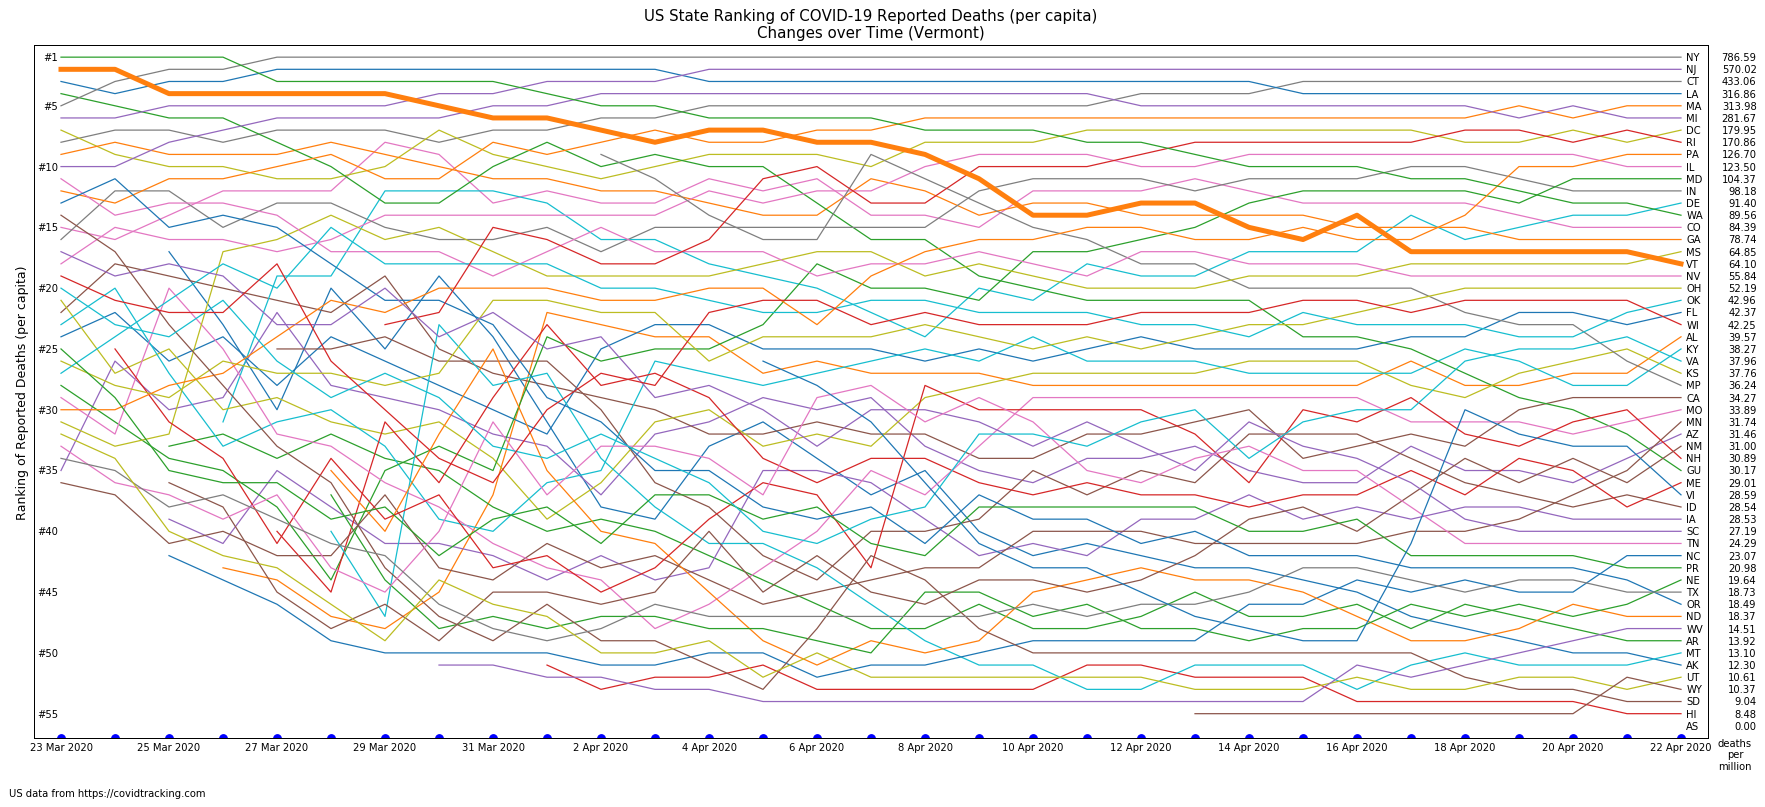 US State Ranking of COVID-19 Reported Deaths (per capita)
Changes over Time (Vermont)
Ranking of Reported Deaths (per capita)
#1
#5
#10
#15
#20
#25
#30
#35
#40
#45
#50
#55
NY 786.59
NJ 570.02
CT 433.06
LA 316.86
MA 313.98
MI 281.67
DC 179.95
RI 170.86
PA 126.70
IL 123.50
MD 104.37
IN 98.18
DE 91.40
WA 89.56
CO 84.39
GA 78.74
MS 64.85
VT 64.10
NV 55.84
OH 52.19
OK 42.96
FL 42.37
WI 42.25
AL 39.57
KY 38.27
VA 37.96
KS 37.76
MP 36.24
CA 34.27
MO 33.89
MN 31.74
AZ 31.46
NM 31.00
NH 30.89
GU 30.17
ME 29.01
VI 28.59
ID 28.54
IA 28.53
SC 27.19
TN 24.29
NC 23.07
PR 20.98
NE 19.64
TX 18.73
OR 18.49
ND 18.37
WV 14.51
AR 13.92
MT 13.10
AK 12.30
UT 10.61
WY 10.37
SD 9.04
HI 8.48
AS 0.00
23 Mar 2020 25 Mar 2020 27 Mar 2020 29 Mar 2020 31 Mar 2020 2 Apr 2020 4 Apr 2020 6 Apr 2020 8 Apr 2020 10 Apr 2020 12 Apr 2020 14 Apr 2020 16 Apr 2020 18 Apr 2020 20 Apr 2020 22 Apr 2020
deaths
per
million
US data from https://covidtracking.com